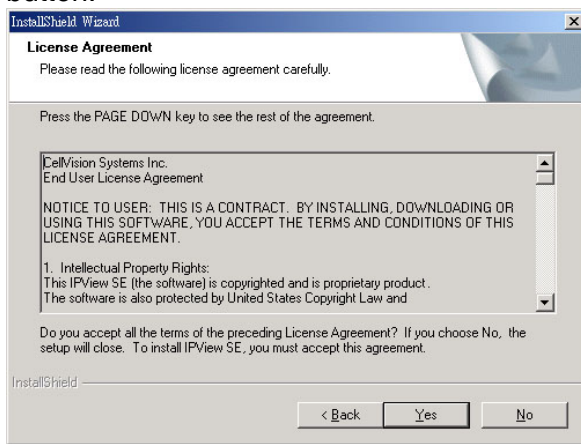 InstallShield Wizard
License Agreement
Please read the following license agreement carefully.
Press the PAGE DOWN key to see the rest of the agreement.
CellVision Systems Inc.
End User License Agreement
NOTICE TO USER:  THIS IS A CONTRACT.  BY INSTALLING, DOWNLOADING OR
USING THIS SOFTWARE, YOU ACCEPT THE TERMS AND CONDITIONS OF THIS
LICENSE AGREEMENT.
1.  Intellectual Property Rights:
This IPView SE (the software) is copyrighted and is proprietary product .
The software is also protected by United States Copyright Law and
Do you accept all the terms of the preceding License Agreement?  If you choose No,  the
setup will close.  To install IPView SE, you must accept this agreement.
InstallShield
< Back
Yes
No